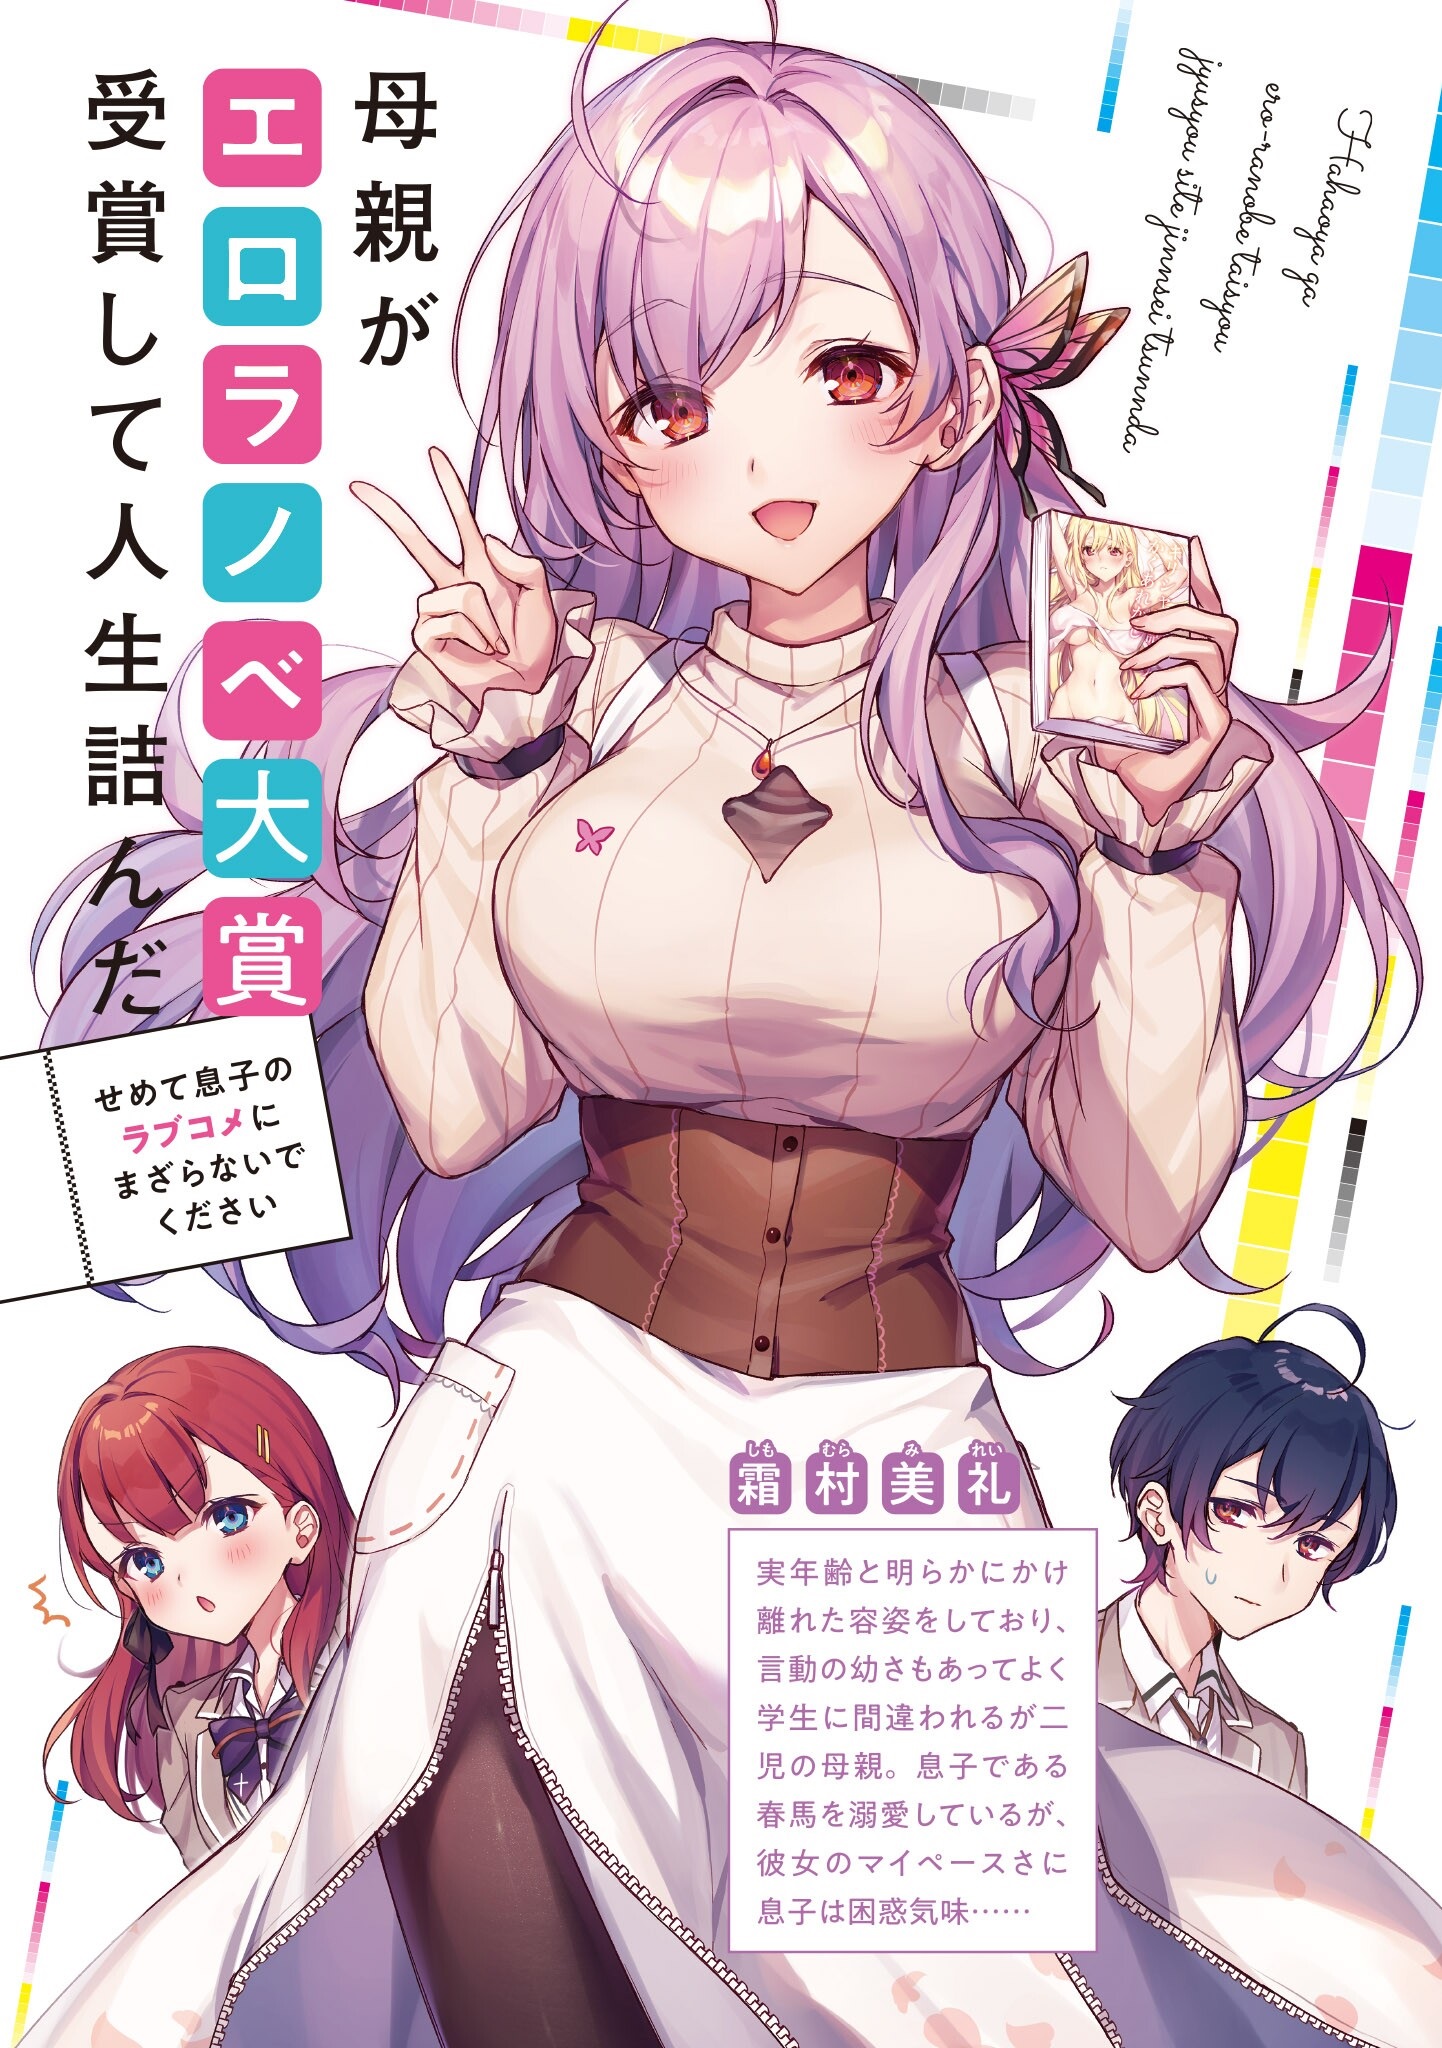 母親が
エロラノベ大賞
受賞して人生詰んだ
せめて息子の
ラブコメに
まざらないで
ください
Hahaoya ga
ero-ranobe taisyou
jyusyou site jinnsei tsunnda
しも むら み れい
霜村美礼
実年齢と明らかにかけ
離れた容姿をしており、
言動の幼さもあってよく
学生に間違われるが二
児の母親。息子である
春馬を溺愛しているが、
彼女のマイペースさに
息子は困惑気味……